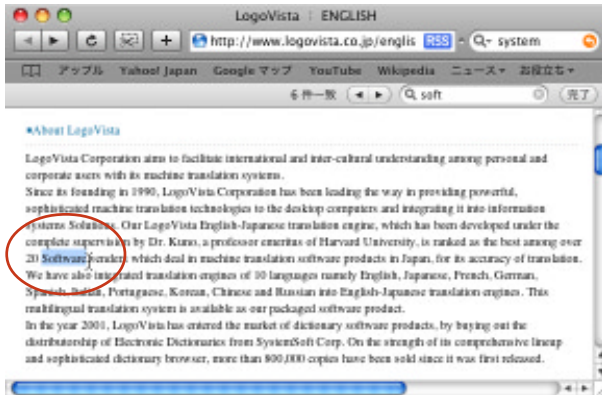 LogoVista : ENGLISH
http://www.logovista.co.jp/englis RSS system
アップル Yahoo! Japan Google マップ YouTube Wikipedia ニュース お役立ち
6 件一致 soft 完了
About LogoVista
LogoVista Corporation aims to facilitate international and inter-cultural understanding among personal and
corporate users with its machine translation systems.
Since its founding in 1990, LogoVista Corporation has been leading the way in providing powerful,
sophisticated machine translation technologies to the desktop computers and integrating it into information
systems Solutions. Our LogoVista English-Japanese translation engine, which has been developed under the
complete supervision by Dr. Kuno, a professor emeritus of Harvard University, is ranked as the best among over
20 Software vendors which deal in machine translation software products in Japan, for its accuracy of translation.
We have also integrated translation engines of 10 languages namely English, Japanese, French, German,
Spanish, Italian, Portuguese, Korean, Chinese and Russian into English-Japanese translation engines. This
multilingual translation system is available as our packaged software product.
In the year 2001, LogoVista has entered the market of dictionary software products, by buying out the
distributorship of Electronic Dictionaries from SystemSoft Corp. On the strength of its comprehensive lineup
and sophisticated dictionary browser, more than 800,000 copies have been sold since it was first released.